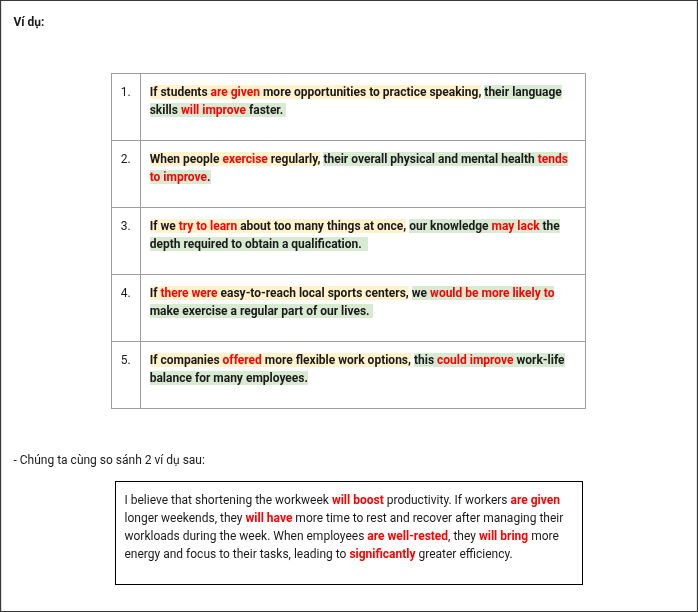 Ví dụ:
1. If students are given more opportunities to practice speaking, their language
skills will improve faster.
2. When people exercise regularly, their overall physical and mental health tends
to improve.
3. If we try to learn about too many things at once, our knowledge may lack the
depth required to obtain a qualification.
4. If there were easy-to-reach local sports centers, we would be more likely to
make exercise a regular part of our lives.
5. If companies offered more flexible work options, this could improve work-life
balance for many employees.
- Chúng ta cùng so sánh 2 ví dụ sau:
I believe that shortening the workweek will boost productivity. If workers are given
longer weekends, they will have more time to rest and recover after managing their
workloads during the week. When employees are well-rested, they will bring more
energy and focus to their tasks, leading to significantly greater efficiency.